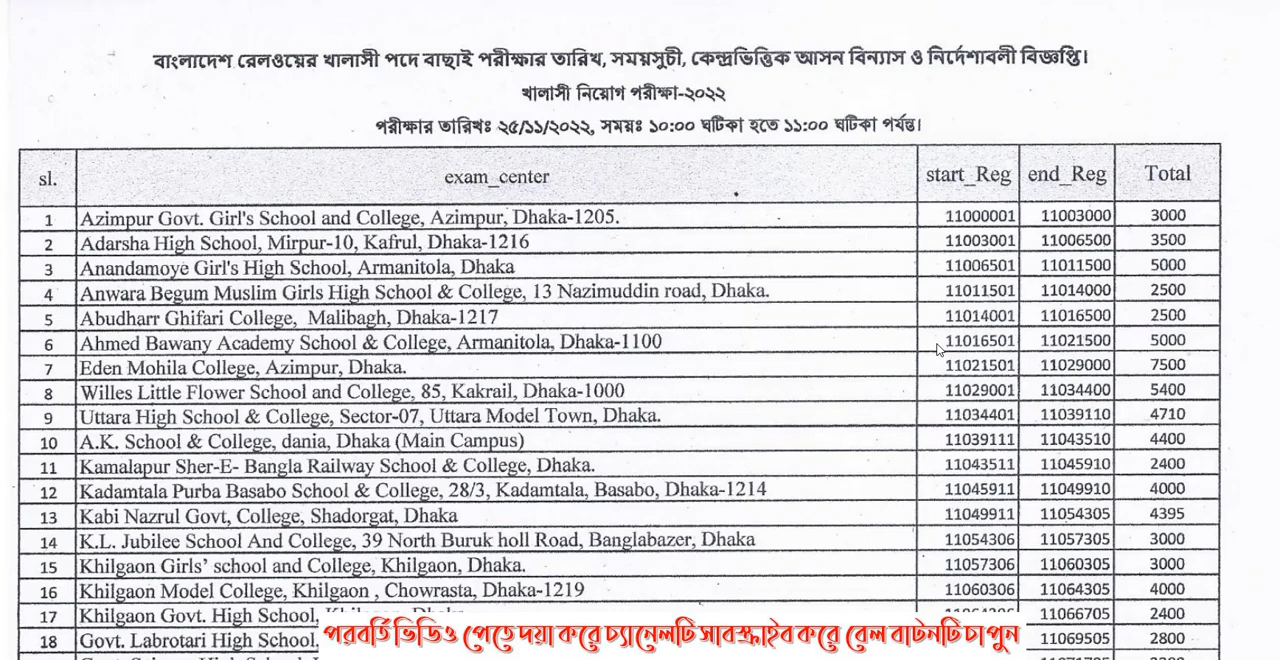 বাংলাদেশ রেলওয়ের খালাসী পদে বাছাই পরীক্ষার তারিখ, সময়সূচী, কেন্দ্রভিত্তিক আসন বিন্যাস ও নির্দেশাবলী বিজ্ঞপ্তি।
খালাসী নিয়োগ পরীক্ষা-২০২২
পরীক্ষার তারিখঃ ২৫/১১/২০২২, সময়ঃ ১০:০০ ঘটিকা হতে ১১:০০ ঘটিকা পর্যন্ত।
sl. exam_center start_Reg end_Reg Total
1 Azimpur Govt. Girl's School and College, Azimpur, Dhaka-1205. 11000001 11003000 3000
2 Adarsha High School, Mirpur-10, Kafrul, Dhaka-1216 11003001 11006500 3500
3 Anandamoye Girl's High School, Armanitola, Dhaka 11006501 11011500 5000
4 Anwara Begum Muslim Girls High School & College, 13 Nazimuddin road, Dhaka. 11011501 11014000 2500
5 Abudharr Ghifari College, Malibagh, Dhaka-1217 11014001 11016500 2500
6 Ahmed Bawany Academy School & College, Armanitola, Dhaka-1100 11016501 11021500 5000
7 Eden Mohila College, Azimpur, Dhaka. 11021501 11029000 7500
8 Willes Little Flower School and College, 85, Kakrail, Dhaka-1000 11029001 11034400 5400
9 Uttara High School & College, Sector-07, Uttara Model Town, Dhaka. 11034401 11039110 4710
10 A.K. School & College, dania, Dhaka (Main Campus) 11039111 11043510 4400
11 Kamalapur Sher-E- Bangla Railway School & College, Dhaka. 11043511 11045910 2400
12 Kadamtala Purba Basabo School & College, 28/3, Kadamtala, Basabo, Dhaka-1214 11045911 11049910 4000
13 Kabi Nazrul Govt, College, Shadorgat, Dhaka 11049911 11054305 4395
14 K.L. Jubilee School And College, 39 North Buruk holl Road, Banglabazer, Dhaka 11054306 11057305 3000
15 Khilgaon Girls' school and College, Khilgaon, Dhaka. 11057306 11060305 3000
16 Khilgaon Model College, Khilgaon , Chowrasta, Dhaka-1219 11060306 11064305 4000
17 Khilgaon Govt. High School, 11066705 2400
18 Govt. Labrotari High School. 11069505 2800
পরবর্তি ভিডিও পেতে দয়া করে চ্যানেলটি সাবস্ক্রাইব করে বেল বাটনটি চাপুন